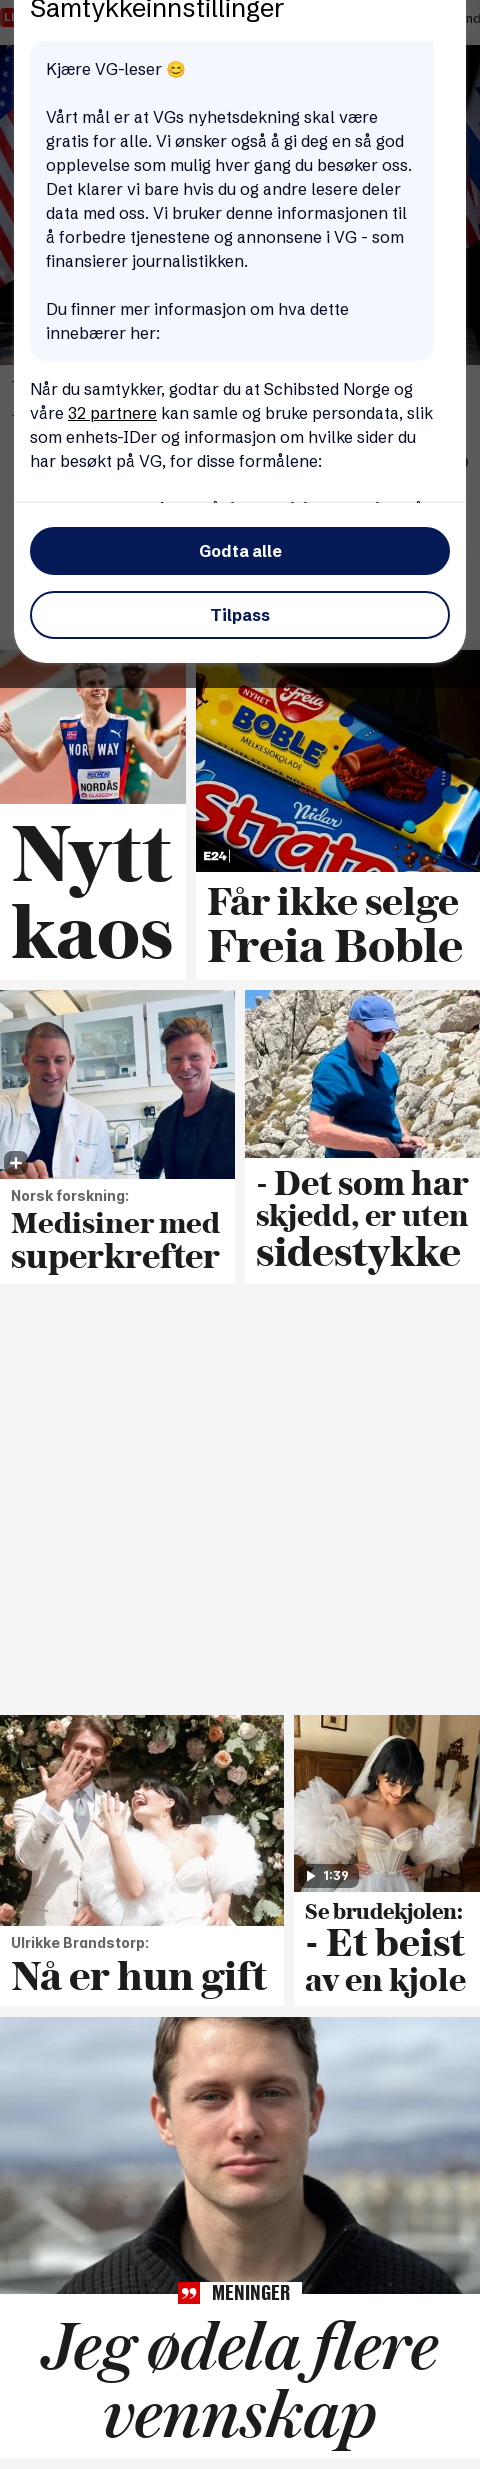 Samtykkeinnstillinger
Kjære VG-leser 😊
Vårt mål er at VGs nyhetsdekning skal være
gratis for alle. Vi ønsker også å gi deg en så god
opplevelse som mulig hver gang du besøker oss.
Det klarer vi bare hvis du og andre lesere deler
data med oss. Vi bruker denne informasjonen til
å forbedre tjenestene og annonsene i VG - som
finansierer journalistikken.
Du finner mer informasjon om hva dette
innebærer her:
Når du samtykker, godtar du at Schibsted Norge og
våre 32 partnere kan samle og bruke persondata, slik
som enhets-IDer og informasjon om hvilke sider du
har besøkt på VG, for disse formålene:
Godta alle
Tilpass
NORWAY
NORDÅS
GLASGOW
Nytt
kaos
Freia
NYHET
BOBLE
MELKESJOKOLADE
Nidar
Strato
E24
Får ikke selge
Freia Boble
Norsk forskning:
Medisiner med
superkrefter
- Det som har
skjedd, er uten
sidestykke
Ulrikke Brandstorp:
Nå er hun gift
1:39
Se brudekjolen:
- Et beist
av en kjole
MENINGER
Jeg ødela flere
vennskap